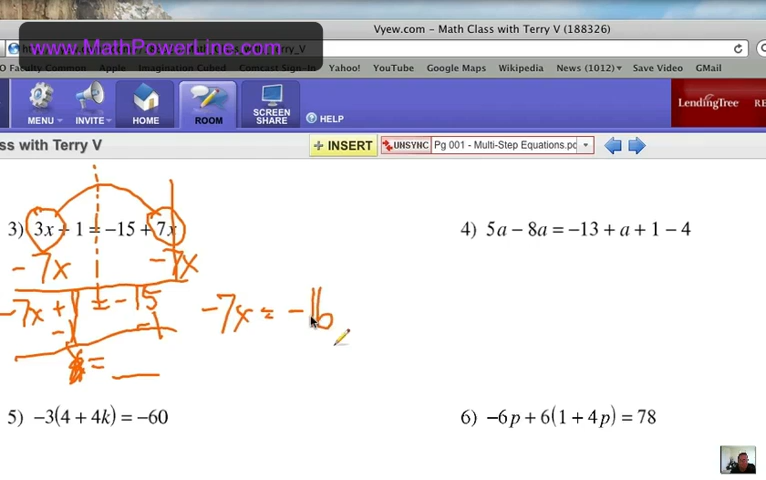 Vyew.com - Math Class with Terry V (188326)
www.MathPowerLine.com
Faculty Common Apple Imagination Cubed Comcast Sign-In Yahoo! YouTube Google Maps Wikipedia News (1012) Save Video GMail
MENU INVITE HOME ROOM SCREEN SHARE HELP
LendingTree
ss with Terry V
INSERT UNSYNC Pg 001 - Multi-Step Equations.pd
3) 3x + 1 = −15 + 7x
4) 5a − 8a = −13 + a + 1 − 4
- 7x - 7x
-7x + 1 = -15
-7x = -16
-1 -1
=
5) −3(4 + 4k) = −60
6) −6p + 6(1 + 4p) = 78